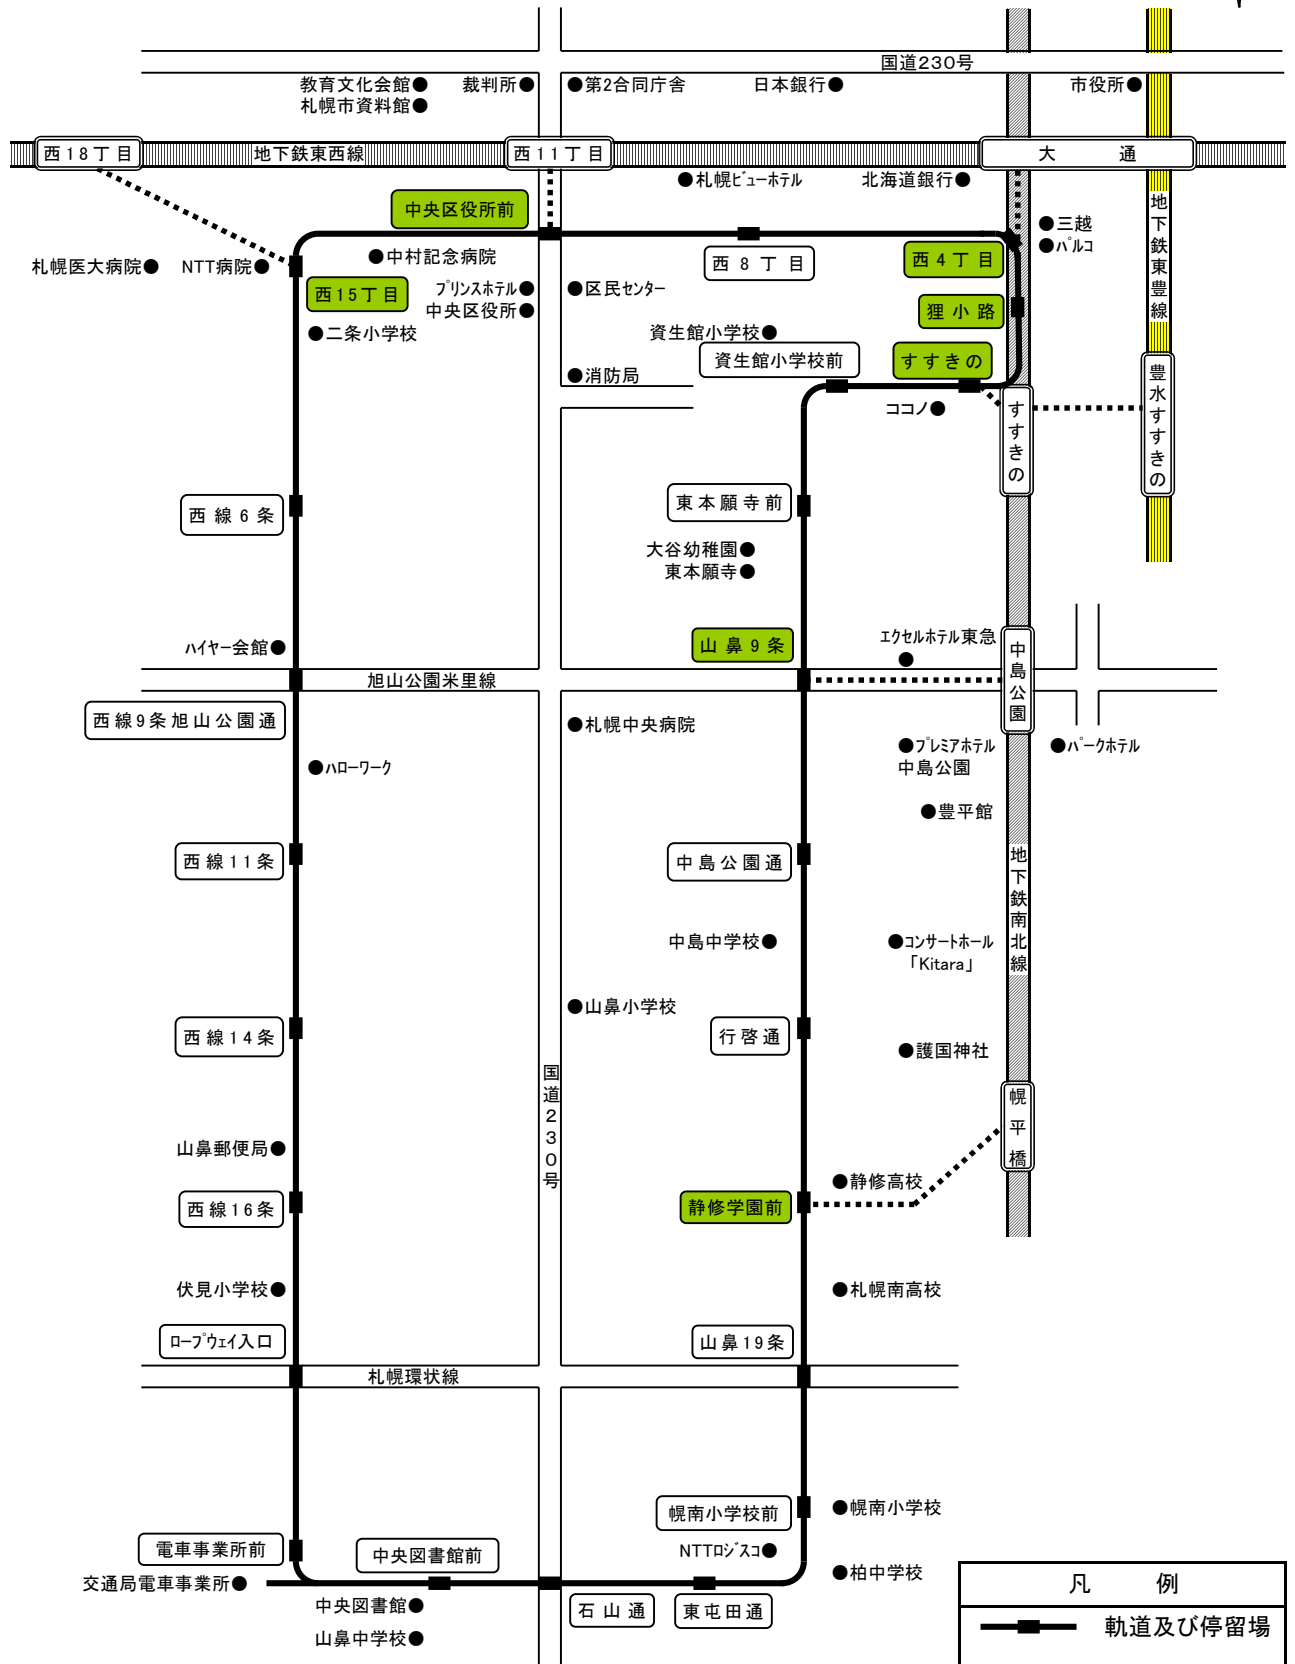 国道230号
教育文化会館
裁判所
第2合同庁舎
日本銀行
市役所
札幌市資料館
西18丁目
地下鉄東西線
西11丁目
大通
札幌ビューホテル
北海道銀行
中央区役所前
地下鉄東豊線
三越
パルコ
札幌医大病院
NTT病院
中村記念病院
西8丁目
西4丁目
西15丁目
プリンスホテル
区民センター
中央区役所
狸小路
二条小学校
資生館小学校
資生館小学校前
すすきの
消防局
豊水すすきの
ココノ
すすきの
西線6条
東本願寺前
大谷幼稚園
東本願寺
ハイヤー会館
山鼻9条
エクセルホテル東急
中島公園
旭山公園米里線
西線9条旭山公園通
札幌中央病院
プレミアホテル
中島公園
パークホテル
ハローワーク
豊平館
西線11条
中島公園通
地下鉄南北線
中島中学校
コンサートホール
「Kitara」
山鼻小学校
西線14条
行啓通
護国神社
国道230号
幌平橋
山鼻郵便局
静修高校
西線16条
静修学園前
伏見小学校
札幌南高校
ロープウェイ入口
山鼻19条
札幌環状線
幌南小学校前
幌南小学校
電車事業所前
中央図書館前
NTTロジスコ
柏中学校
交通局電車事業所
中央図書館
石山通
東屯田通
山鼻中学校
凡例
軌道及び停留場